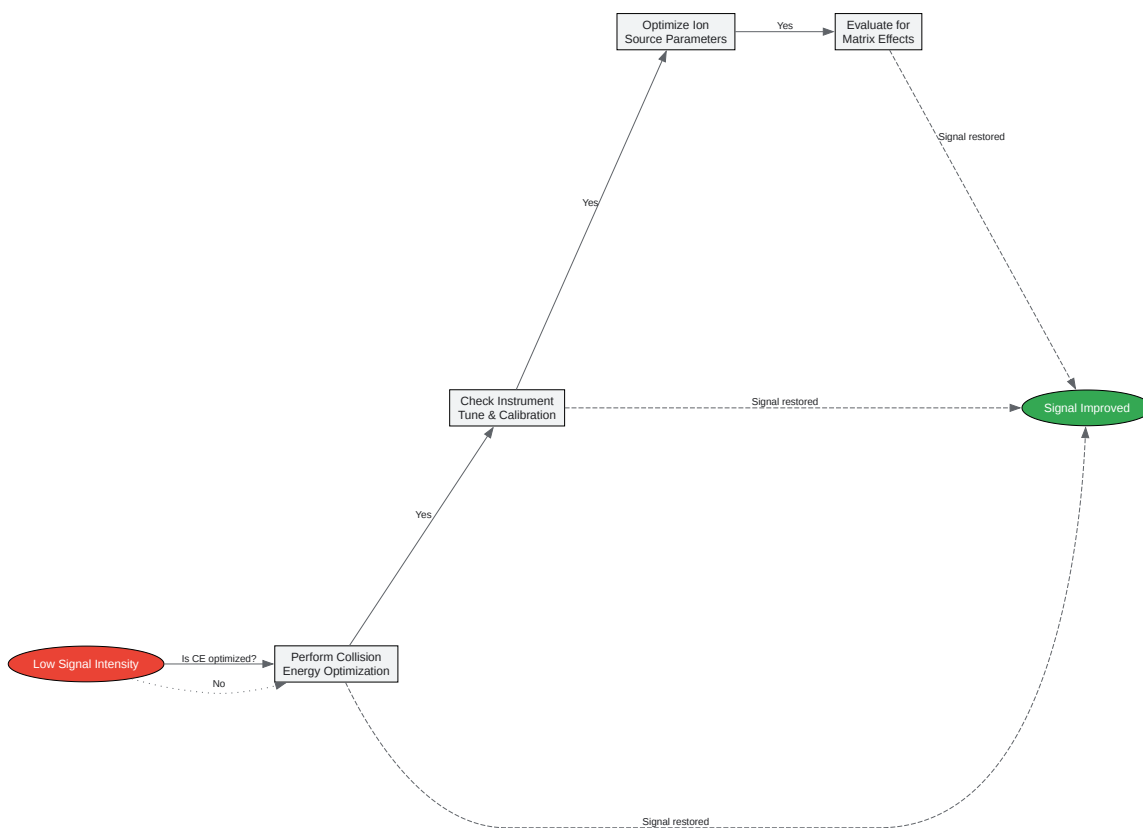 Optimize Ion
Source Parameters
Yes
Evaluate for
Matrix Effects
Signal restored
Yes
Check Instrument
Tune & Calibration
Signal restored
Signal Improved
Yes
Low Signal Intensity
Is CE optimized?
No
Perform Collision
Energy Optimization
Signal restored